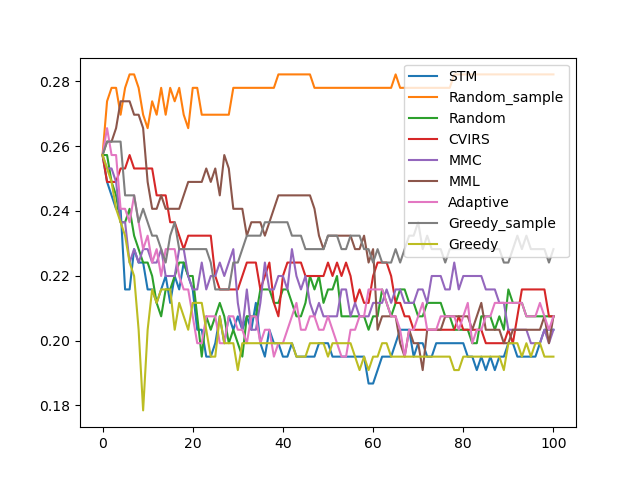 0.28
0.26
0.24
0.22
0.20
0.18
0
20
40
60
80
100
STM
Random_sample
Random
CVIRS
MMC
MML
Adaptive
Greedy_sample
Greedy